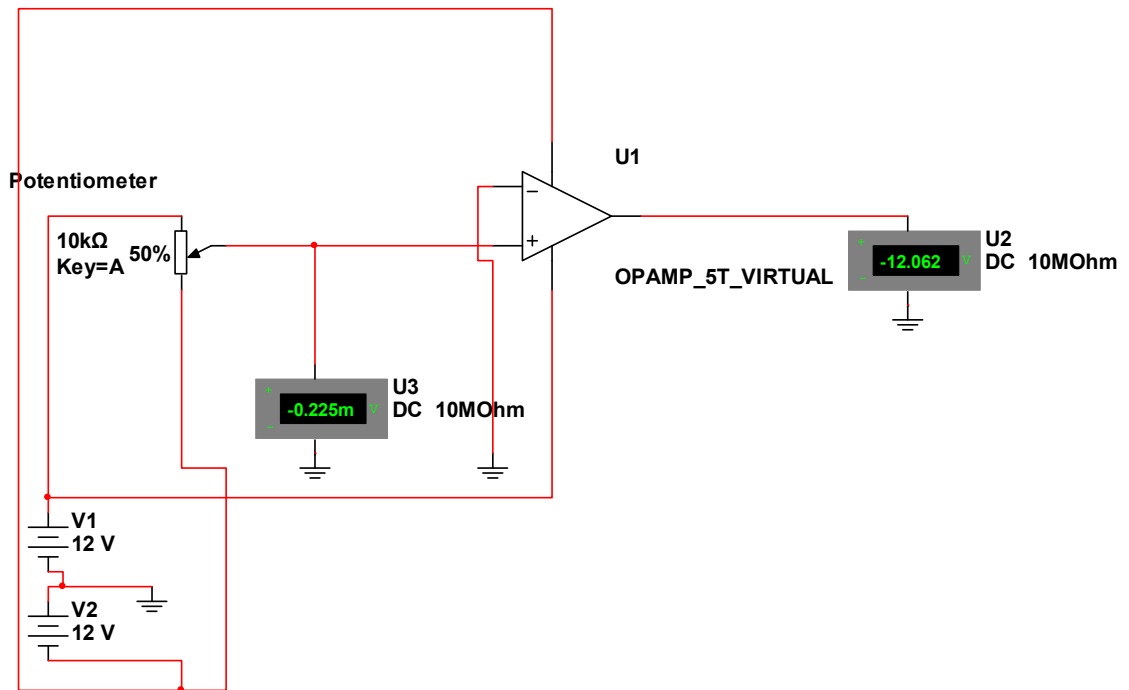 U1
Potentiometer
10kΩ
Key=A
50%
−
+
OPAMP_5T_VIRTUAL
+
−
-12.062
V
U2
DC 10MOhm
+
−
-0.225m
V
U3
DC 10MOhm
V1
12 V
V2
12 V